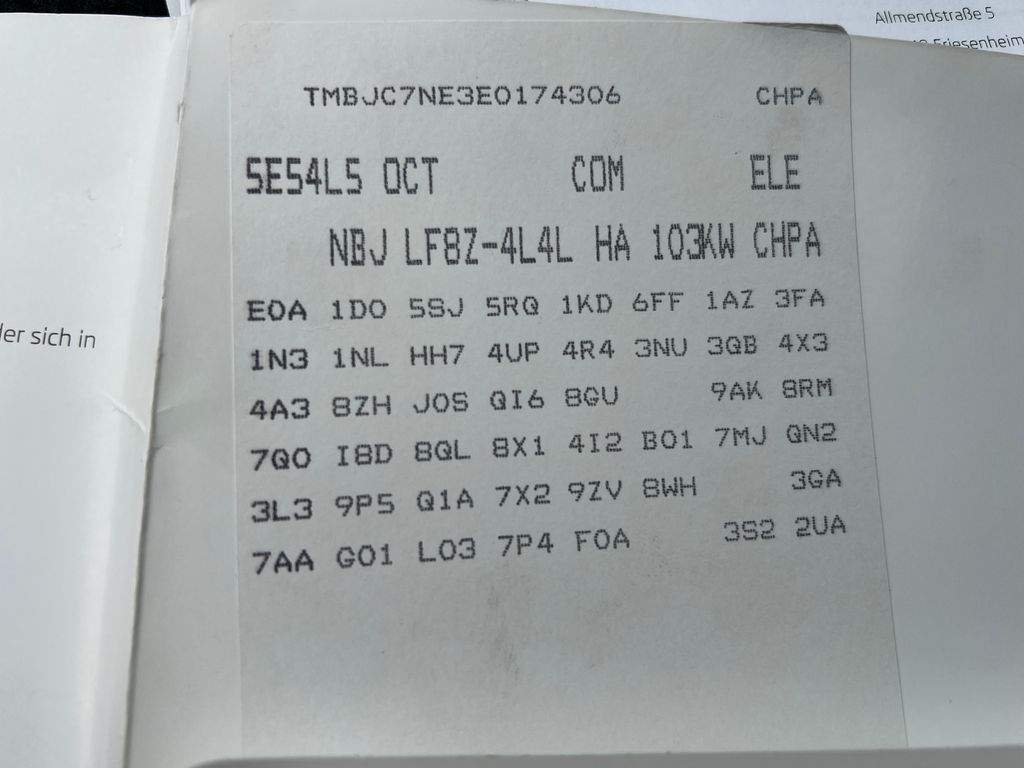 Allmendstraße 5
Friesenheim
TMBJC7NE3E0174306 CHPA
5E54L5 OCT COM ELE
NBJ LF8Z-4L4L HA 103KW CHPA
E0A 1D0 5SJ 5RQ 1KD 6FF 1AZ 3FA
1N3 1NL HH7 4UP 4R4 3NU 3QB 4X3
4A3 8ZH J0S QI6 8GU 9AK 8RM
7Q0 I8D 8QL 8X1 4I2 B01 7MJ QN2
3L3 9P5 Q1A 7X2 9ZV 8WH 3GA
7AA G01 L03 7P4 F0A 3S2 2UA
der sich in